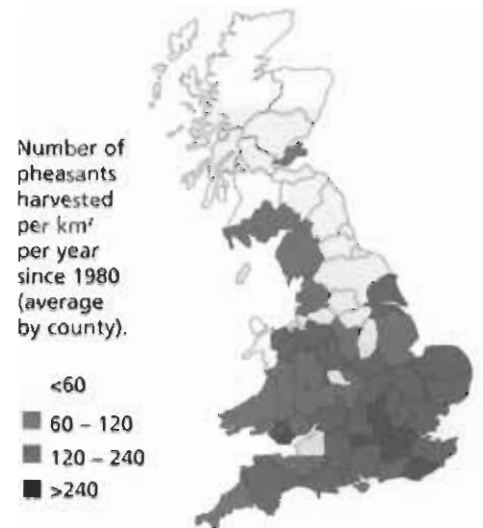 Number of
pheasants
harvested
per km²
per year
since 1980
(average
by county).
<60
60 – 120
120 – 240
>240